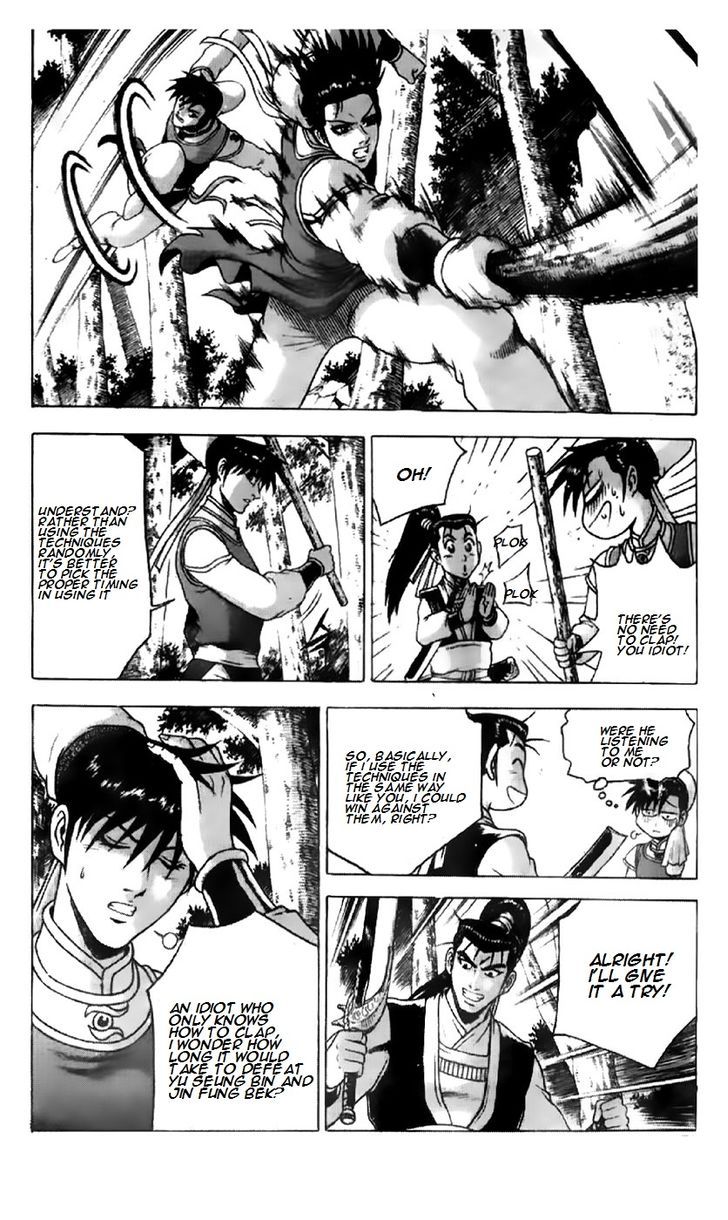 UNDERSTAND?
RATHER THAN
USING THE
TECHNIQUES
RANDOMLY,
IT'S BETTER
TO PICK THE
PROPER TIMING
IN USING IT
OH!
PLOK
PLOK
THERE'S
NO NEED
TO CLAP!
YOU IDIOT!
SO, BASICALLY,
IF I USE THE
TECHNIQUES IN
THE SAME WAY
LIKE YOU, I COULD
WIN AGAINST
THEM, RIGHT?
WERE HE
LISTENING
TO ME
OR NOT?
AN IDIOT WHO
ONLY KNOWS
HOW TO CLAP,
I WONDER HOW
LONG IT WOULD
TAKE TO DEFEAT
YU SEUNG BIN AND
JIN FUNG BEK?
ALRIGHT!
I'LL GIVE
IT A TRY!